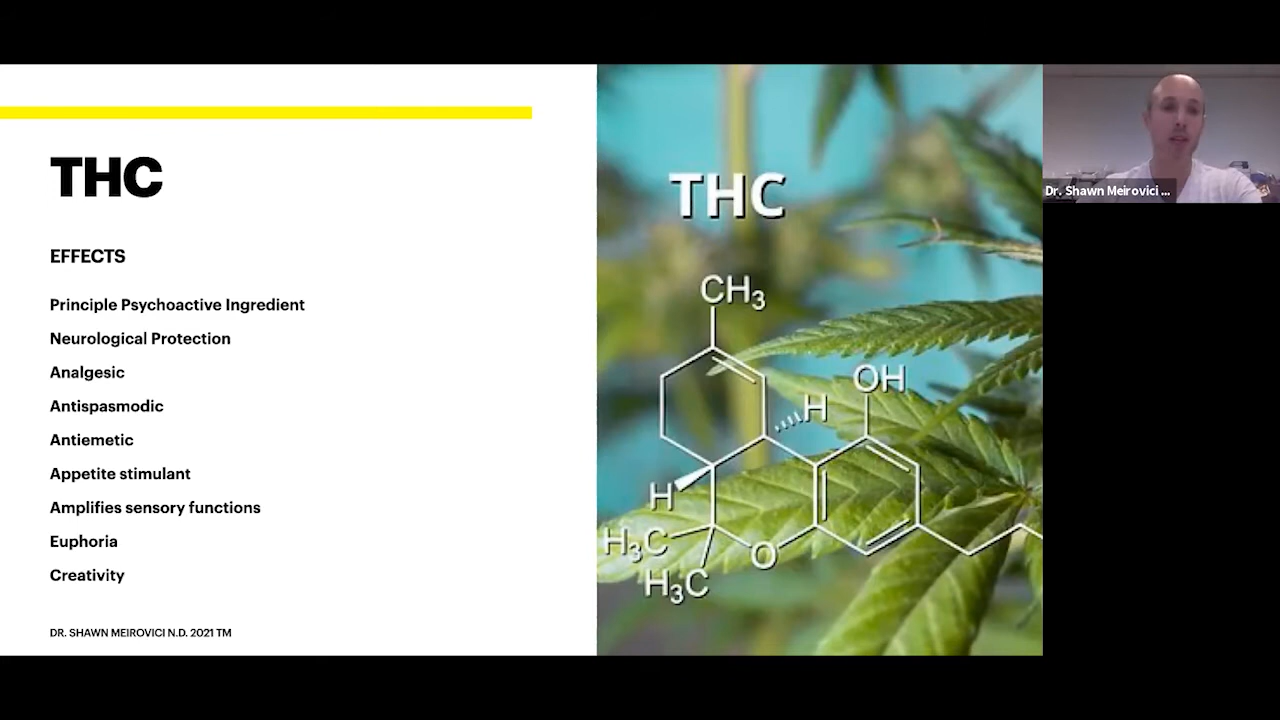 THC
EFFECTS
Principle Psychoactive Ingredient
Neurological Protection
Analgesic
Antispasmodic
Antiemetic
Appetite stimulant
Amplifies sensory functions
Euphoria
Creativity
DR. SHAWN MEIROVICI N.D. 2021 TM
THC
CH3
OH
H
H
H3C
O
H3C
Dr. Shawn Meirovici ...